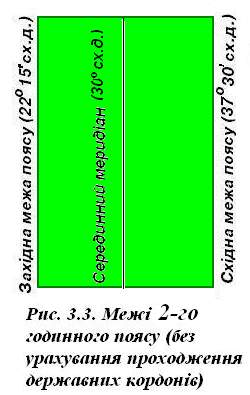 Західна межа поясу (22° 15' сх.д.)
Серединний меридіан (30° сх.д.)
Східна межа поясу (37° 30' сх.д.)
Рис. 3.3. Межі 2-го
годинного поясу (без
урахування проходження
державних кордонів)